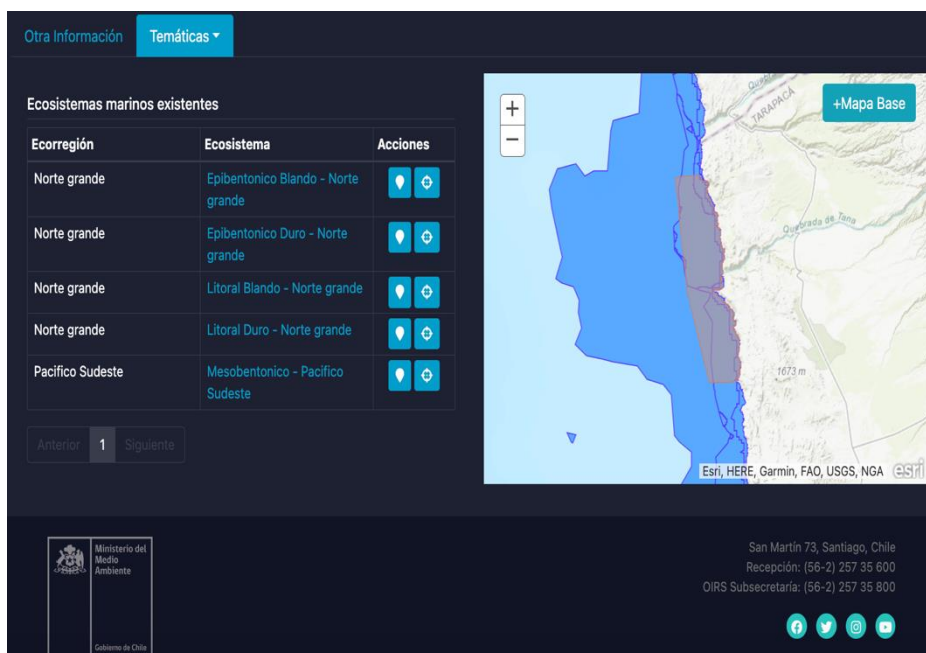 Otra Información Temáticas
Ecosistemas marinos existentes
Ecorregión Ecosistema Acciones
Norte grande Epibentonico Blando - Norte
grande
Norte grande Epibentonico Duro - Norte
grande
Norte grande Litoral Blando - Norte grande
Norte grande Litoral Duro - Norte grande
Pacifico Sudeste Mesobentonico - Pacifico
Sudeste
Anterior 1 Siguiente
+
−
+Mapa Base
TARAPACÁ
Quebrada de Tana
1673 m
Esri, HERE, Garmin, FAO, USGS, NGA esri
Ministerio del
Medio
Ambiente
Gobierno de Chile
San Martín 73, Santiago, Chile
Recepción: (56-2) 257 35 600
OIRS Subsecretaría: (56-2) 257 35 800